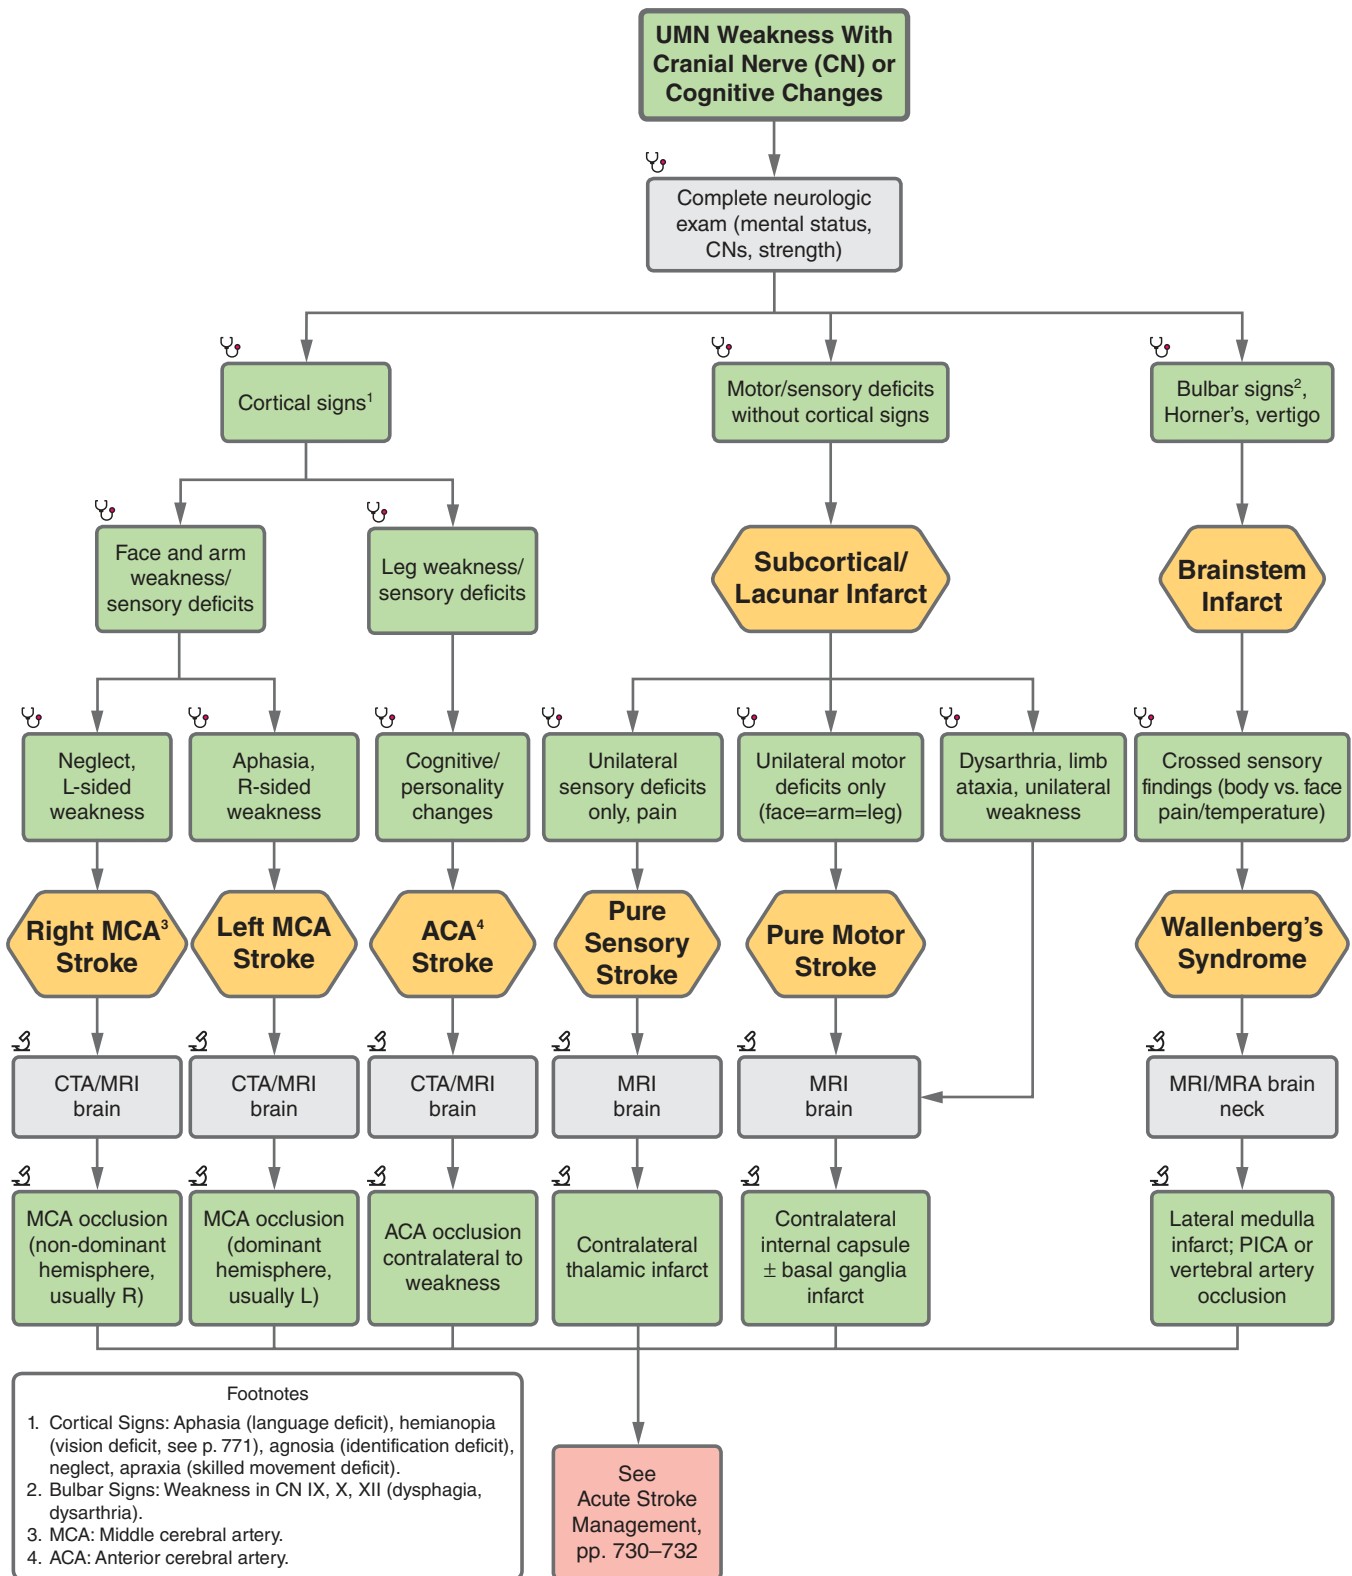 UMN Weakness With
Cranial Nerve (CN) or
Cognitive Changes
Complete neurologic
exam (mental status,
CNs, strength)
Cortical signs1
Motor/sensory deficits
without cortical signs
Bulbar signs2,
Horner's, vertigo
Face and arm
weakness/
sensory deficits
Leg weakness/
sensory deficits
Subcortical/
Lacunar Infarct
Brainstem
Infarct
Neglect,
L-sided
weakness
Aphasia,
R-sided
weakness
Cognitive/
personality
changes
Unilateral
sensory deficits
only, pain
Unilateral motor
deficits only
(face=arm=leg)
Dysarthria, limb
ataxia, unilateral
weakness
Crossed sensory
findings (body vs. face
pain/temperature)
Right MCA3
Stroke
Left MCA
Stroke
ACA4
Stroke
Pure
Sensory
Stroke
Pure Motor
Stroke
Wallenberg's
Syndrome
CTA/MRI
brain
CTA/MRI
brain
CTA/MRI
brain
MRI
brain
MRI
brain
MRI/MRA brain
neck
MCA occlusion
(non-dominant
hemisphere,
usually R)
MCA occlusion
(dominant
hemisphere,
usually L)
ACA occlusion
contralateral to
weakness
Contralateral
thalamic infarct
Contralateral
internal capsule
± basal ganglia
infarct
Lateral medulla
infarct; PICA or
vertebral artery
occlusion
Footnotes
1. Cortical Signs: Aphasia (language deficit), hemianopia
(vision deficit, see p. 771), agnosia (identification deficit),
neglect, apraxia (skilled movement deficit).
2. Bulbar Signs: Weakness in CN IX, X, XII (dysphagia,
dysarthria).
3. MCA: Middle cerebral artery.
4. ACA: Anterior cerebral artery.
See
Acute Stroke
Management,
pp. 730–732